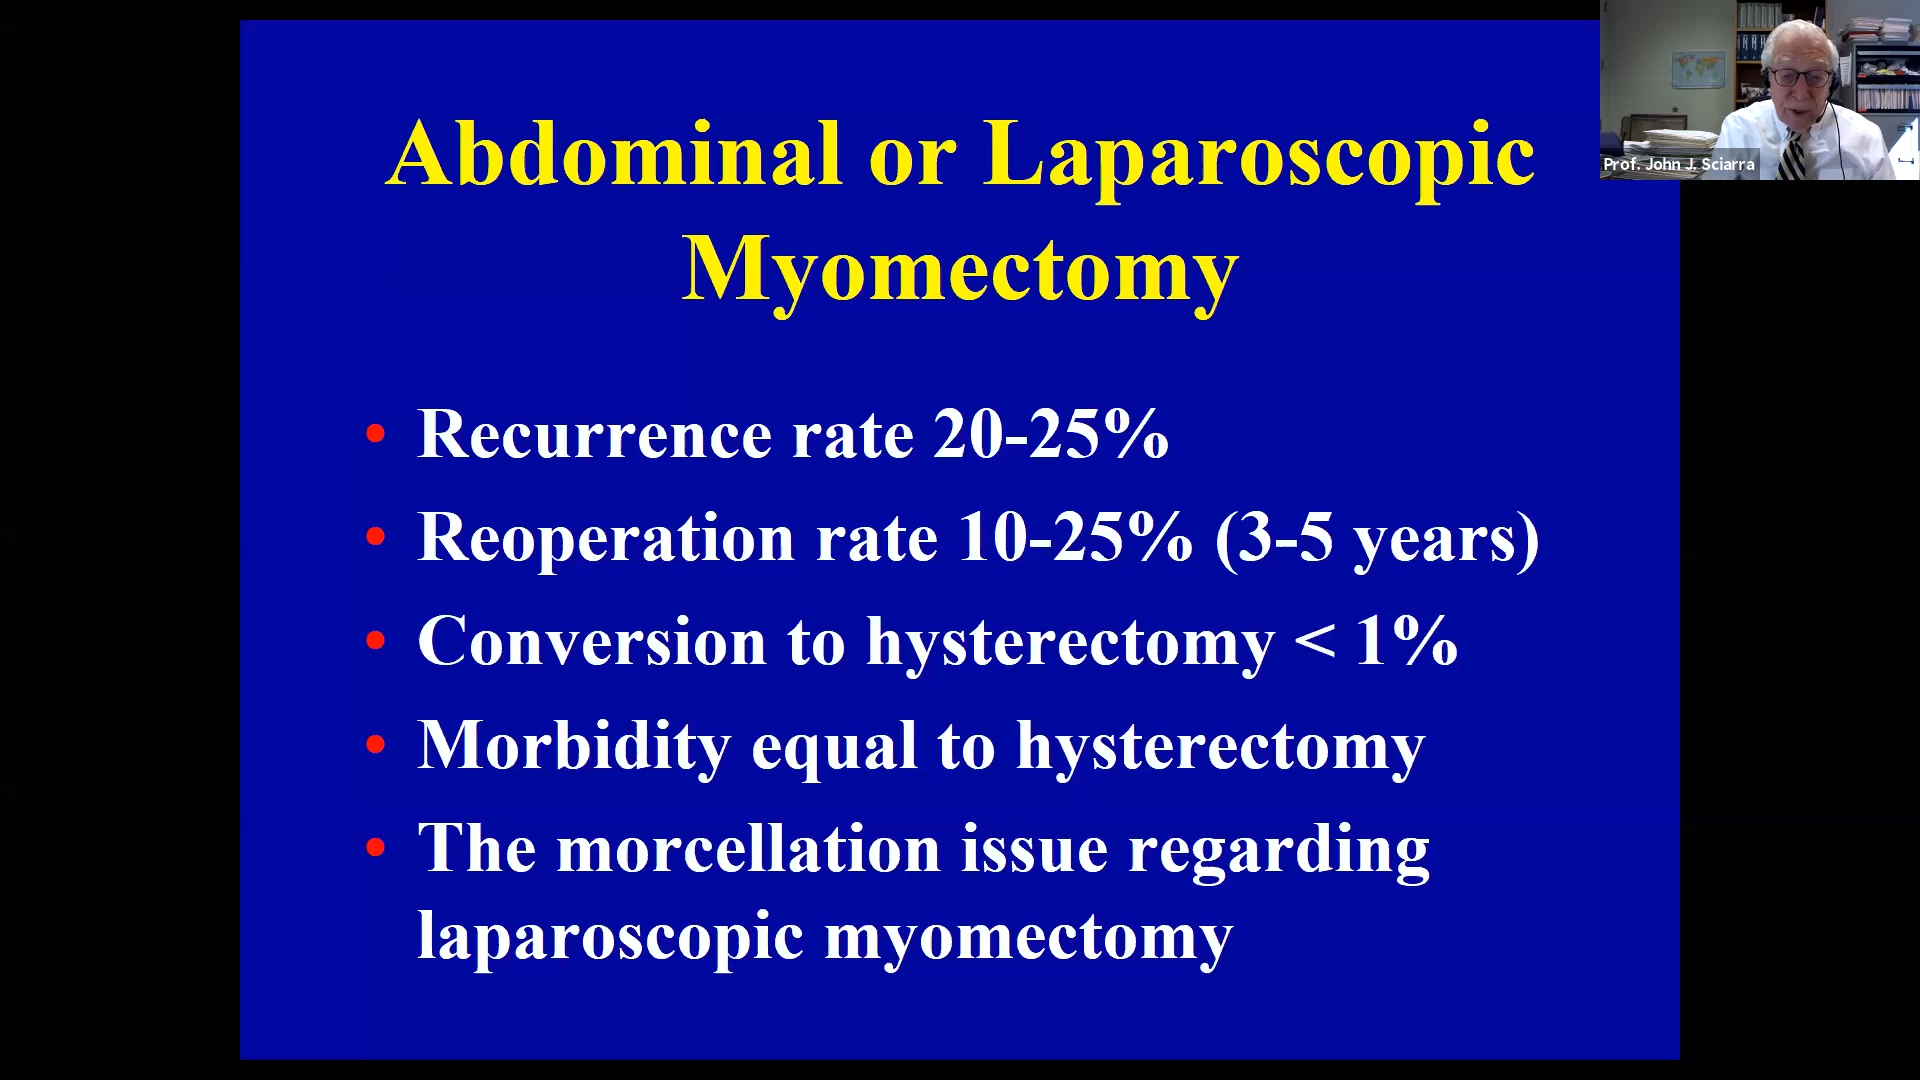 Abdominal or Laparoscopic
Myomectomy
• Recurrence rate 20-25%
• Reoperation rate 10-25% (3-5 years)
• Conversion to hysterectomy < 1%
• Morbidity equal to hysterectomy
• The morcellation issue regarding
laparoscopic myomectomy
Prof. John J. Sciarra